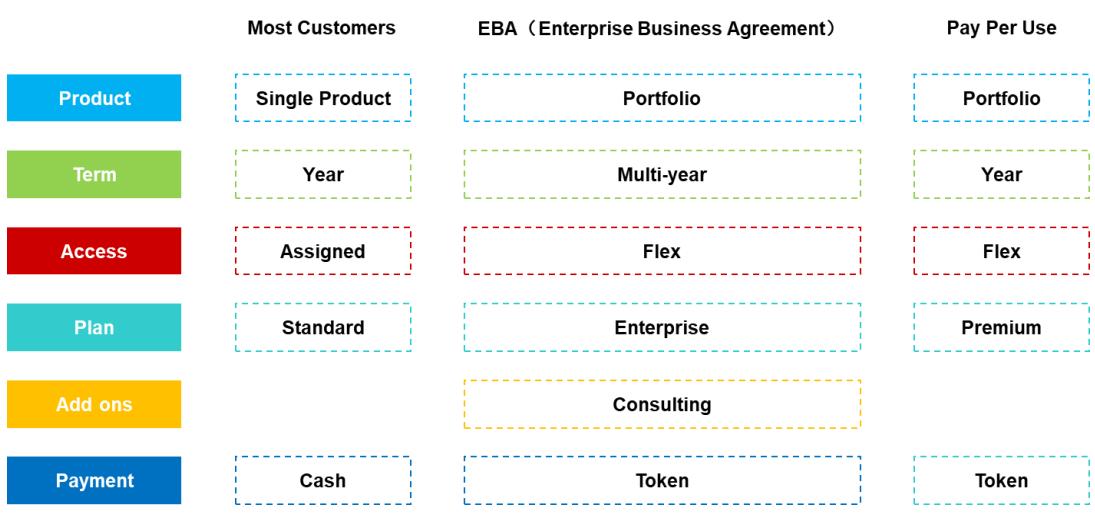 Most Customers EBA（Enterprise Business Agreement） Pay Per Use
Product Single Product Portfolio Portfolio
Term Year Multi-year Year
Access Assigned Flex Flex
Plan Standard Enterprise Premium
Add ons Consulting
Payment Cash Token Token